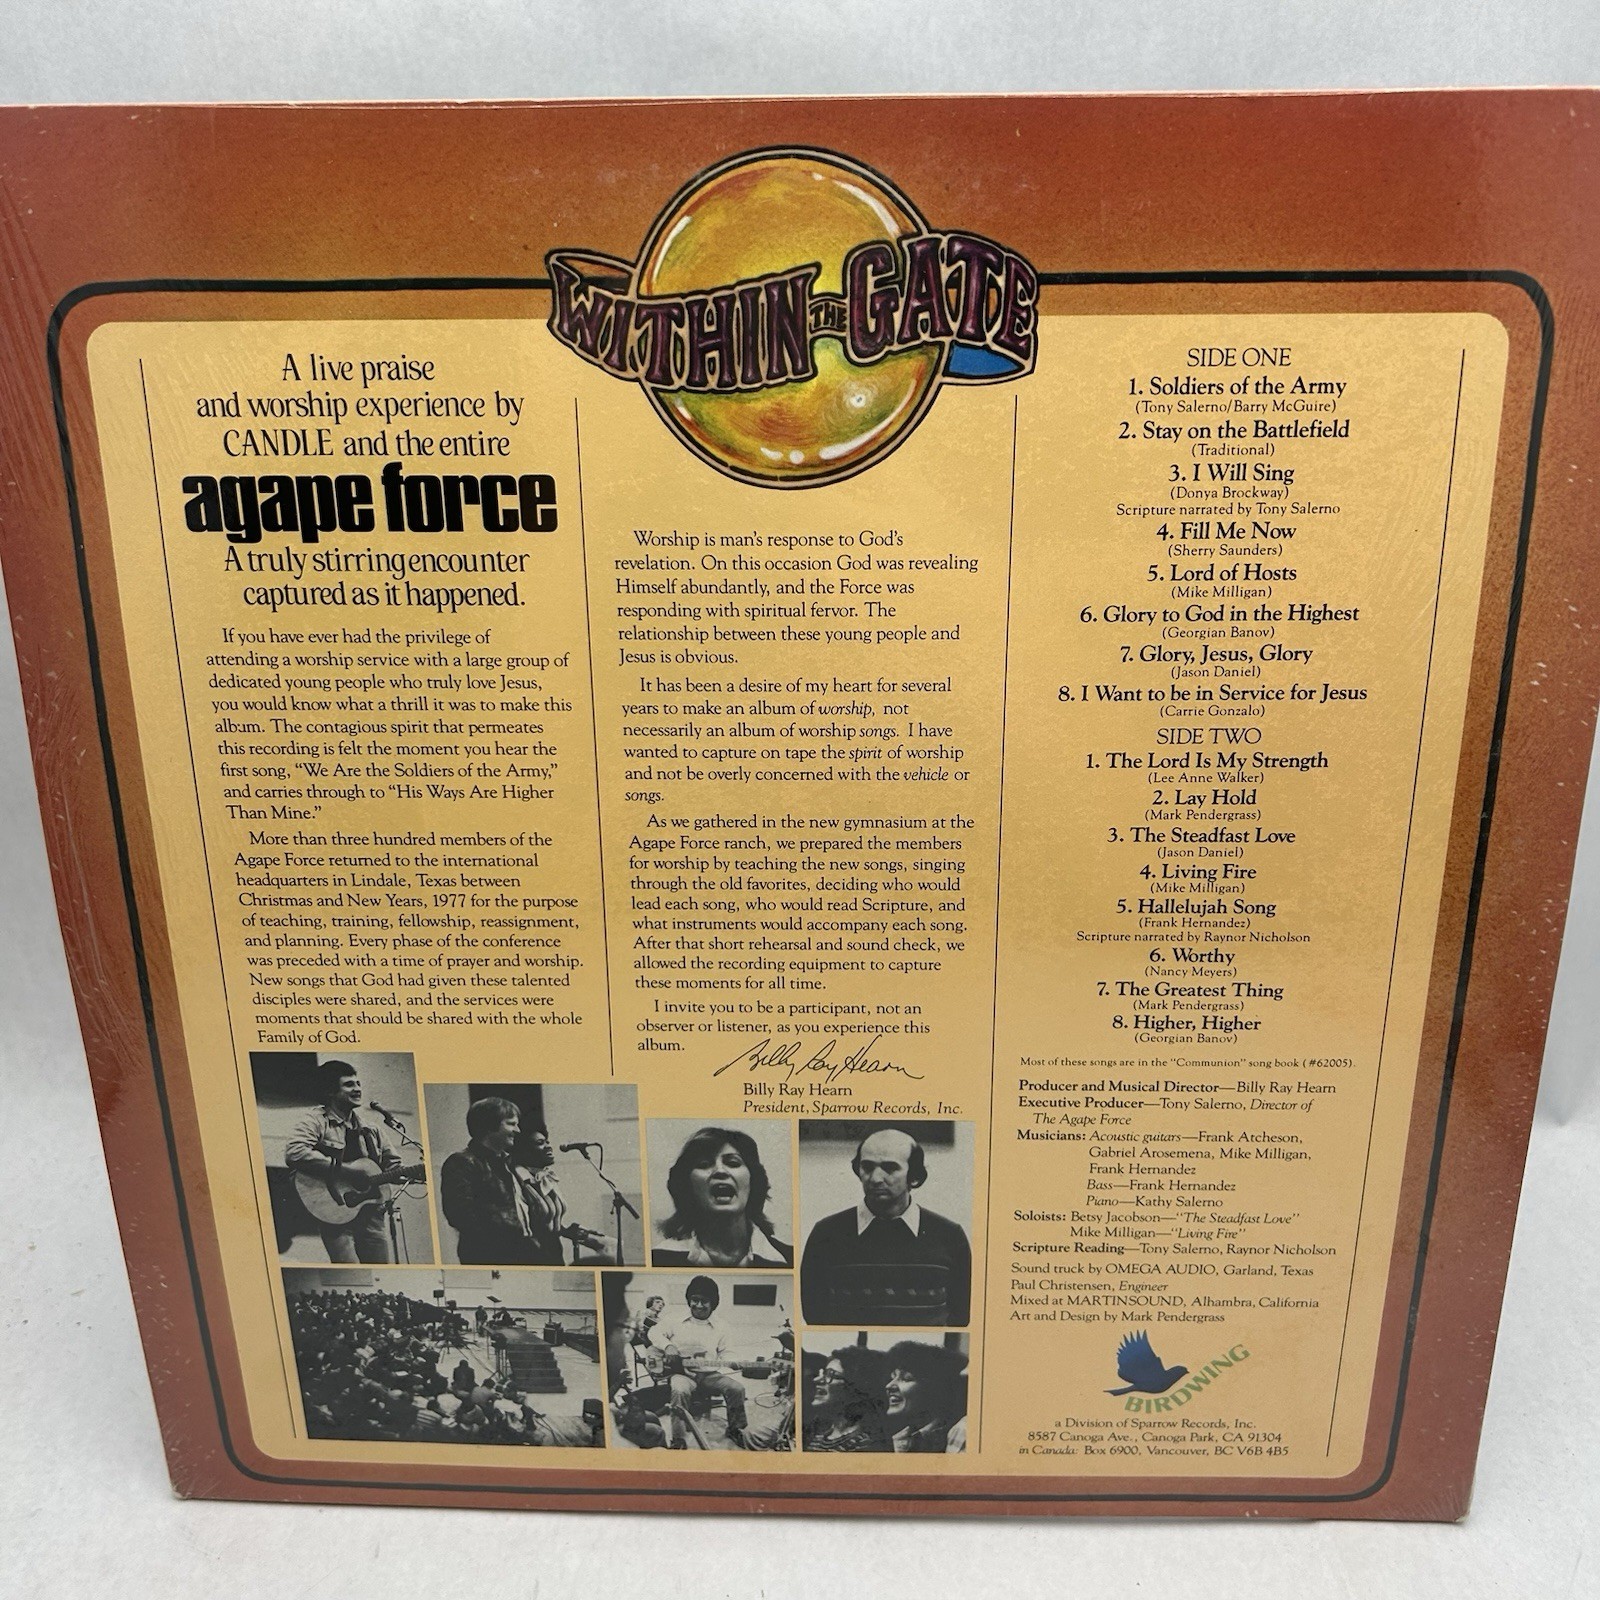 WITHIN THE GATE
A live praise
and worship experience by
CANDLE and the entire
agape force
A truly stirring encounter
captured as it happened.
If you have ever had the privilege of
attending a worship service with a large group of
dedicated young people who truly love Jesus,
you would know what a thrill it was to make this
album. The contagious spirit that permeates
this recording is felt the moment you hear the
first song, “We Are the Soldiers of the Army,”
and carries through to “His Ways Are Higher
Than Mine.”
More than three hundred members of the
Agape Force returned to the international
headquarters in Lindale, Texas between
Christmas and New Years, 1977 for the purpose
of teaching, training, fellowship, reassignment,
and planning. Every phase of the conference
was preceded with a time of prayer and worship.
New songs that God had given these talented
disciples were shared, and the services were
moments that should be shared with the whole
Family of God.
Worship is man's response to God's
revelation. On this occasion God was revealing
Himself abundantly, and the Force was
responding with spiritual fervor. The
relationship between these young people and
Jesus is obvious.
It has been a desire of my heart for several
years to make an album of worship, not
necessarily an album of worship songs. I have
wanted to capture on tape the spirit of worship
and not be overly concerned with the vehicle or
songs.
As we gathered in the new gymnasium at the
Agape Force ranch, we prepared the members
for worship by teaching the new songs, singing
through the old favorites, deciding who would
lead each song, who would read Scripture, and
what instruments would accompany each song.
After that short rehearsal and sound check, we
allowed the recording equipment to capture
these moments for all time.
I invite you to be a participant, not an
observer or listener, as you experience this
album.
Billy Ray Hearn
Billy Ray Hearn
President, Sparrow Records, Inc.
SIDE ONE
1. Soldiers of the Army
(Tony Salerno/Barry McGuire)
2. Stay on the Battlefield
(Traditional)
3. I Will Sing
(Donya Brockway)
Scripture narrated by Tony Salerno
4. Fill Me Now
(Sherry Saunders)
5. Lord of Hosts
(Mike Milligan)
6. Glory to God in the Highest
(Georgian Banov)
7. Glory, Jesus, Glory
(Jason Daniel)
8. I Want to be in Service for Jesus
(Carrie Gonzalo)
SIDE TWO
1. The Lord Is My Strength
(Lee Anne Walker)
2. Lay Hold
(Mark Pendergrass)
3. The Steadfast Love
(Jason Daniel)
4. Living Fire
(Mike Milligan)
5. Hallelujah Song
(Frank Hernandez)
Scripture narrated by Raynor Nicholson
6. Worthy
(Nancy Meyers)
7. The Greatest Thing
(Mark Pendergrass)
8. Higher, Higher
(Georgian Banov)
Most of these songs are in the "Communion" song book (#62005).
Producer and Musical Director—Billy Ray Hearn
Executive Producer—Tony Salerno, Director of
The Agape Force
Musicians: Acoustic guitars—Frank Atcheson,
Gabriel Arosemena, Mike Milligan,
Frank Hernandez
Bass—Frank Hernandez
Piano—Kathy Salerno
Soloists: Betsy Jacobson—"The Steadfast Love"
Mike Milligan—"Living Fire"
Scripture Reading—Tony Salerno, Raynor Nicholson
Sound truck by OMEGA AUDIO, Garland, Texas
Paul Christensen, Engineer
Mixed at MARTINSOUND, Alhambra, California
Art and Design by Mark Pendergrass
BIRDWING
a Division of Sparrow Records, Inc.
8587 Canoga Ave., Canoga Park, CA 91304
in Canada: Box 6900, Vancouver, BC V6B 4B5